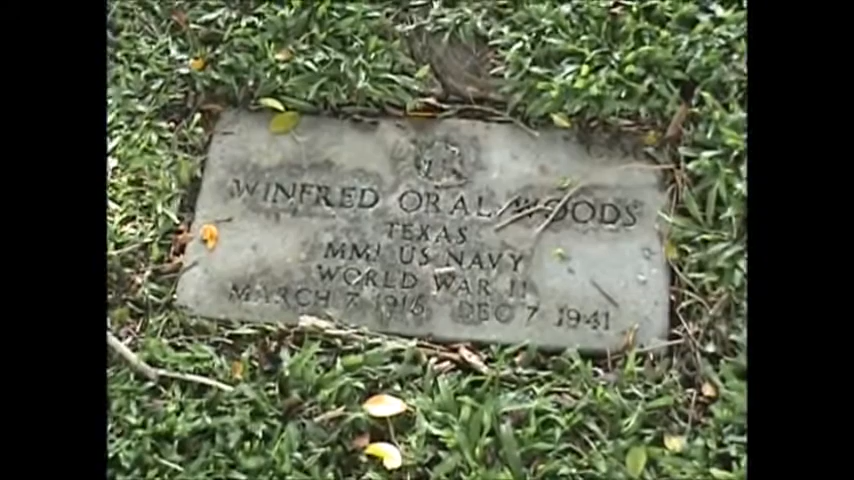 WINFRED ORAL WOODS
TEXAS
MM1 US NAVY
WORLD WAR II
MARCH 7 1916 DEC 7 1941